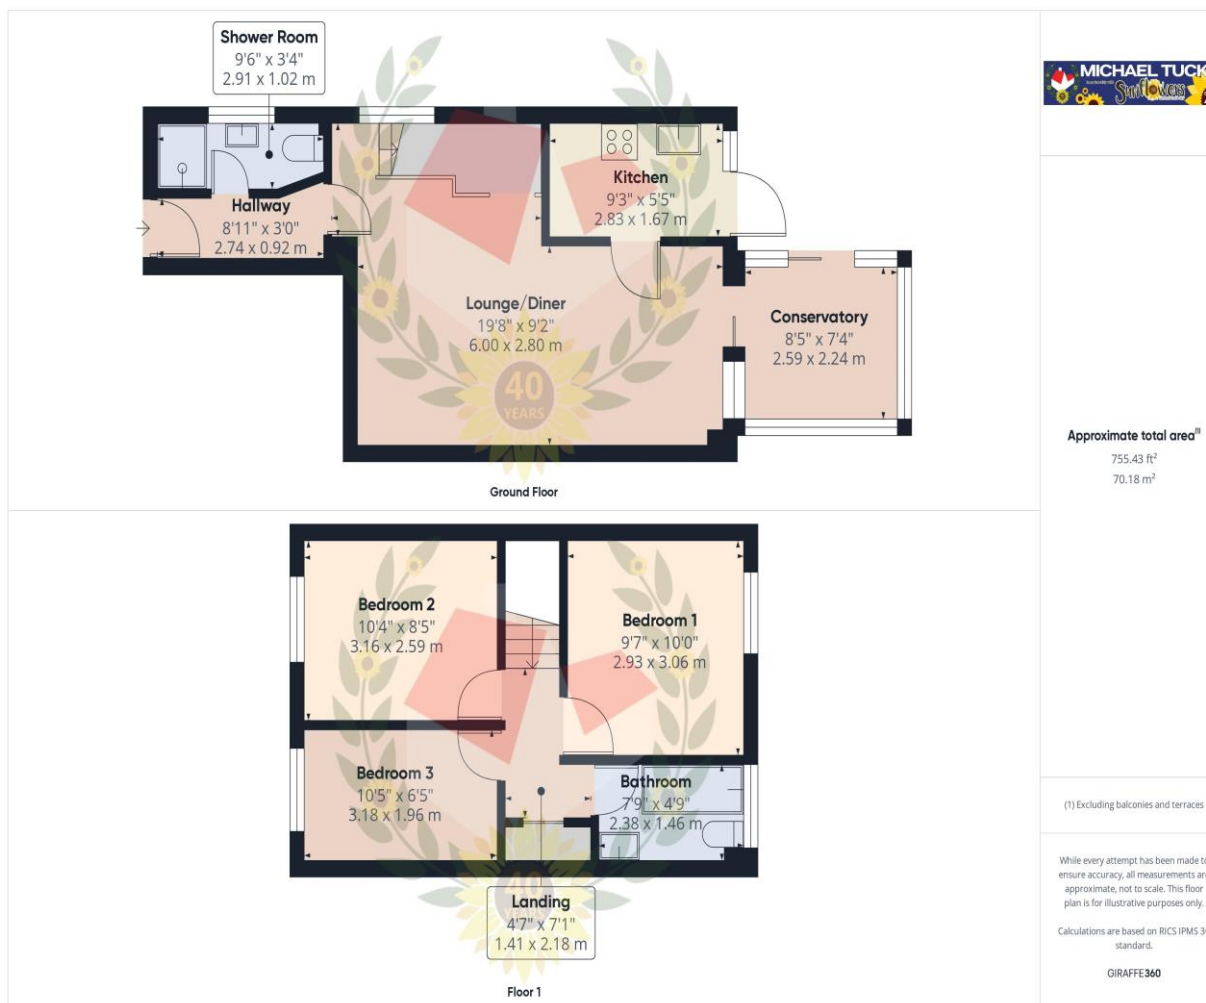 Shower Room
9'6" x 3'4"
2.91 x 1.02 m
Hallway
8'11" x 3'0"
2.74 x 0.92 m
Kitchen
9'3" x 5'5"
2.83 x 1.67 m
Lounge/Diner
19'8" x 9'2"
6.00 x 2.80 m
Conservatory
8'5" x 7'4"
2.59 x 2.24 m
40
YEARS
Ground Floor
Bedroom 2
10'4" x 8'5"
3.16 x 2.59 m
Bedroom 1
9'7" x 10'0"
2.93 x 3.06 m
Bedroom 3
10'5" x 6'5"
3.18 x 1.96 m
Bathroom
7'9" x 4'9"
2.38 x 1.46 m
40
YEARS
Landing
4'7" x 7'1"
1.41 x 2.18 m
Floor 1
MICHAEL TUCK
Sunflowers
Approximate total area(1)
755.43 ft²
70.18 m²
(1) Excluding balconies and terraces
While every attempt has been made to
ensure accuracy, all measurements are
approximate, not to scale. This floor
plan is for illustrative purposes only.
Calculations are based on RICS IPMS 3
standard.
GIRAFFE360